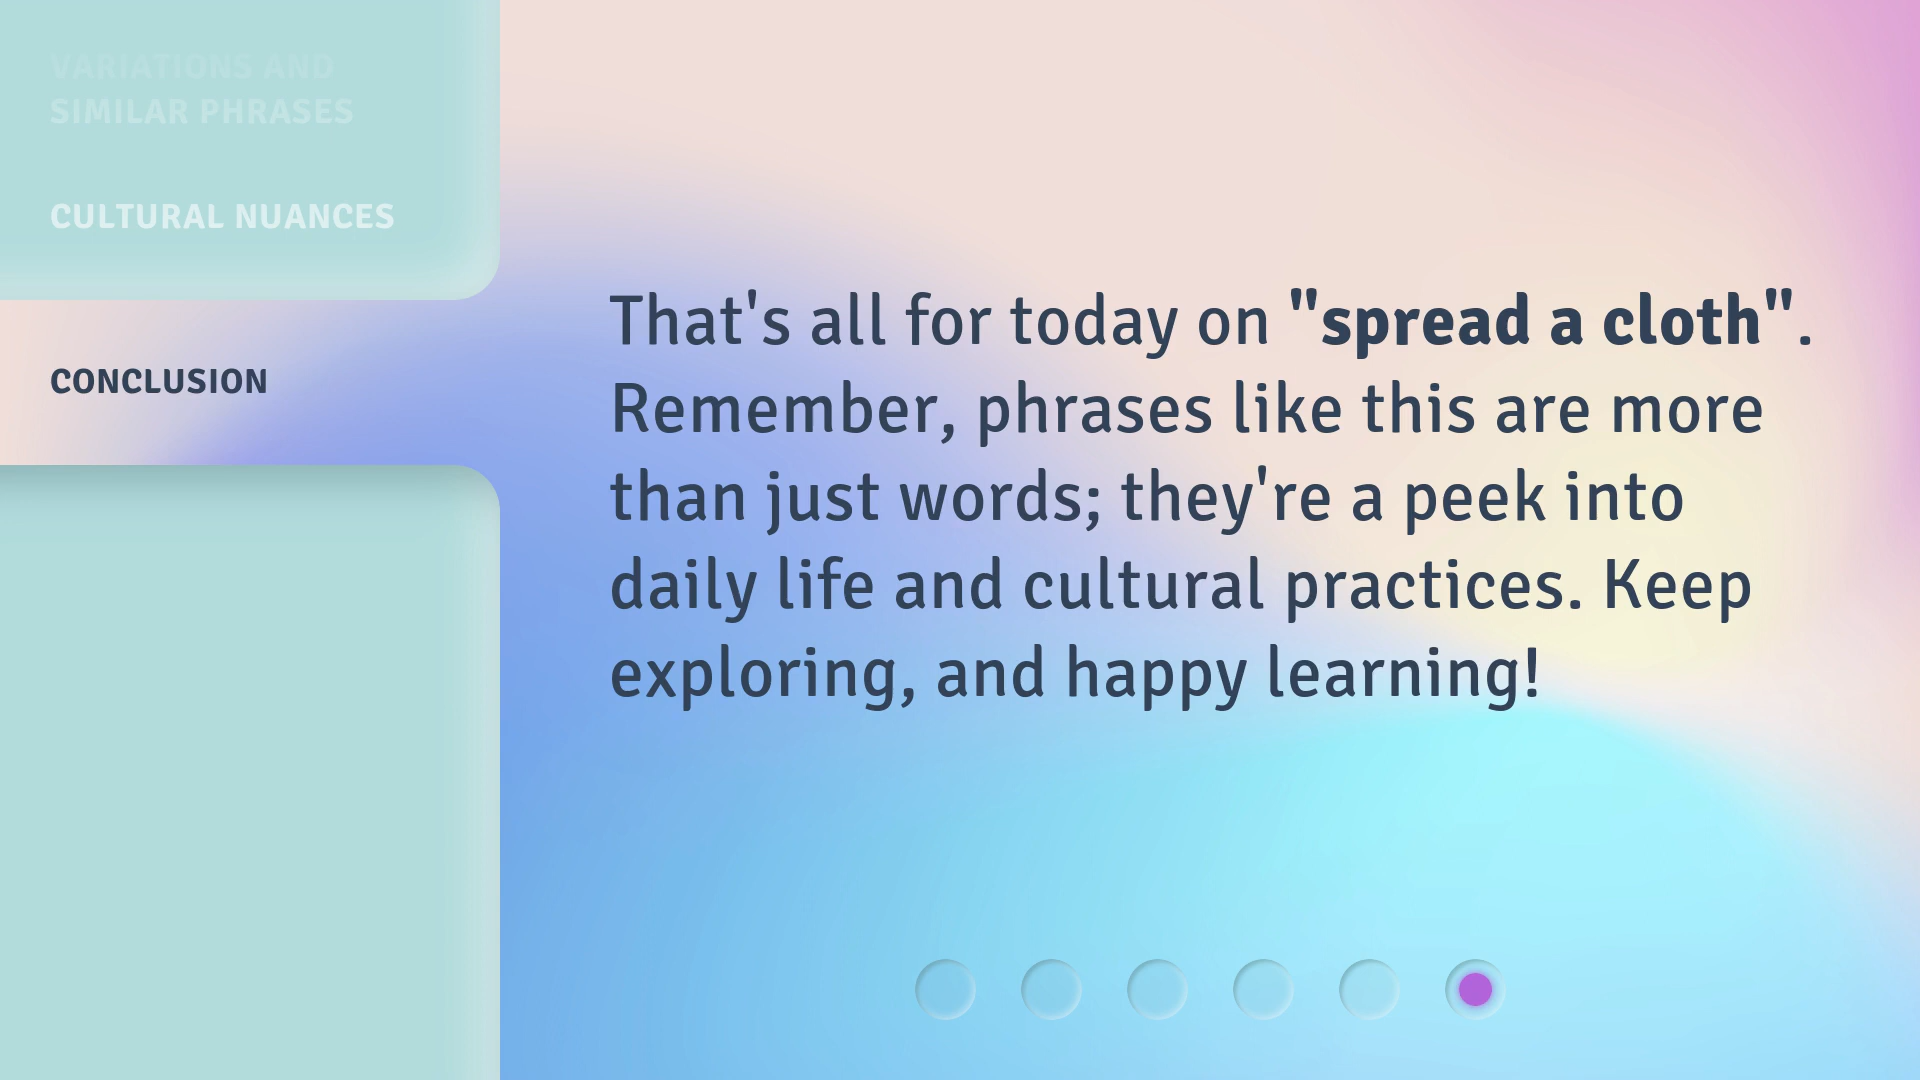 VARIATIONS AND
SIMILAR PHRASES
CULTURAL NUANCES
CONCLUSION
That's all for today on "spread a cloth".
Remember, phrases like this are more
than just words; they're a peek into
daily life and cultural practices. Keep
exploring, and happy learning!